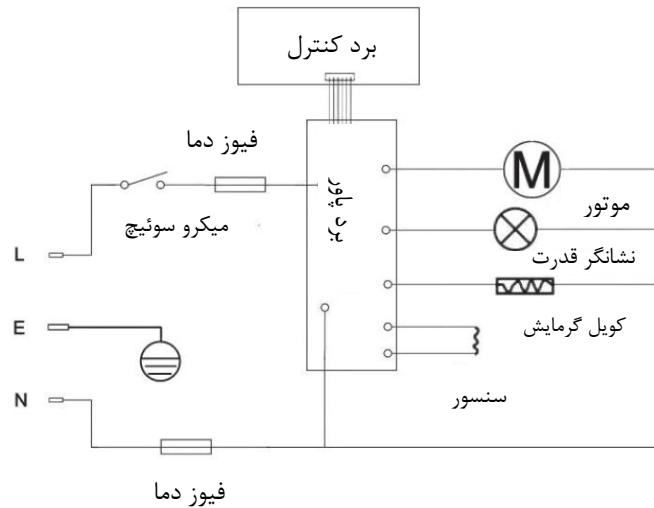 برد کنترل
فیوز دما
میکرو سوئیچ
برد پاور
M
موتور
نشانگر قدرت
کویل گرمایش
سنسور
L
E
N
فیوز دما